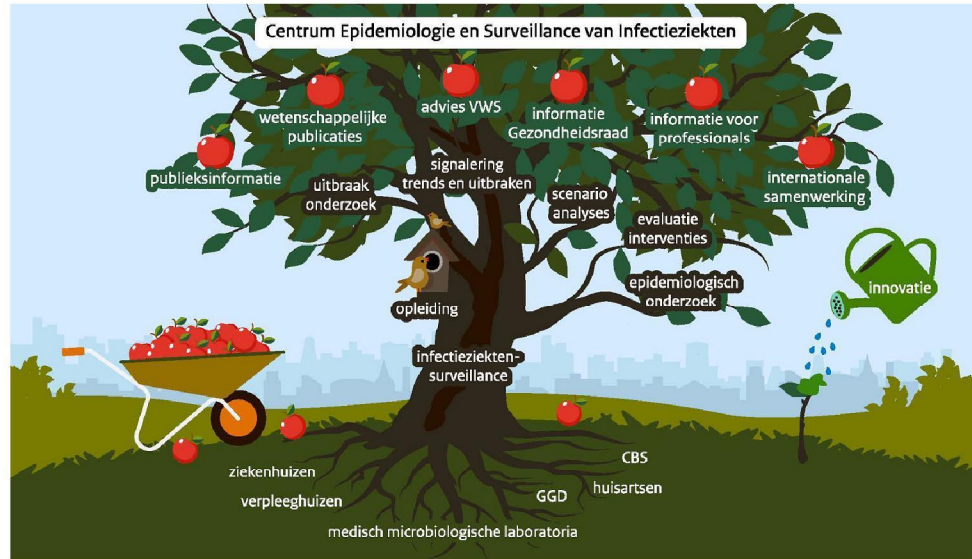 Centrum Epidemiologie en Surveillance van Infectieziekten
advies VWS
wetenschappelijke
publicaties
informatie
Gezondheidsraad
informatie voor
professionals
publieksinformatie
internationale
samenwerking
signalering
trends en uitbraken
uitbraak
onderzoek
scenario
analyses
evaluatie
interventies
epidemiologisch
onderzoek
opleiding
innovatie
infectieziekten-
surveillance
ziekenhuizen
verpleeghuizen
medisch microbiologische laboratoria
GGD
huisartsen
CBS